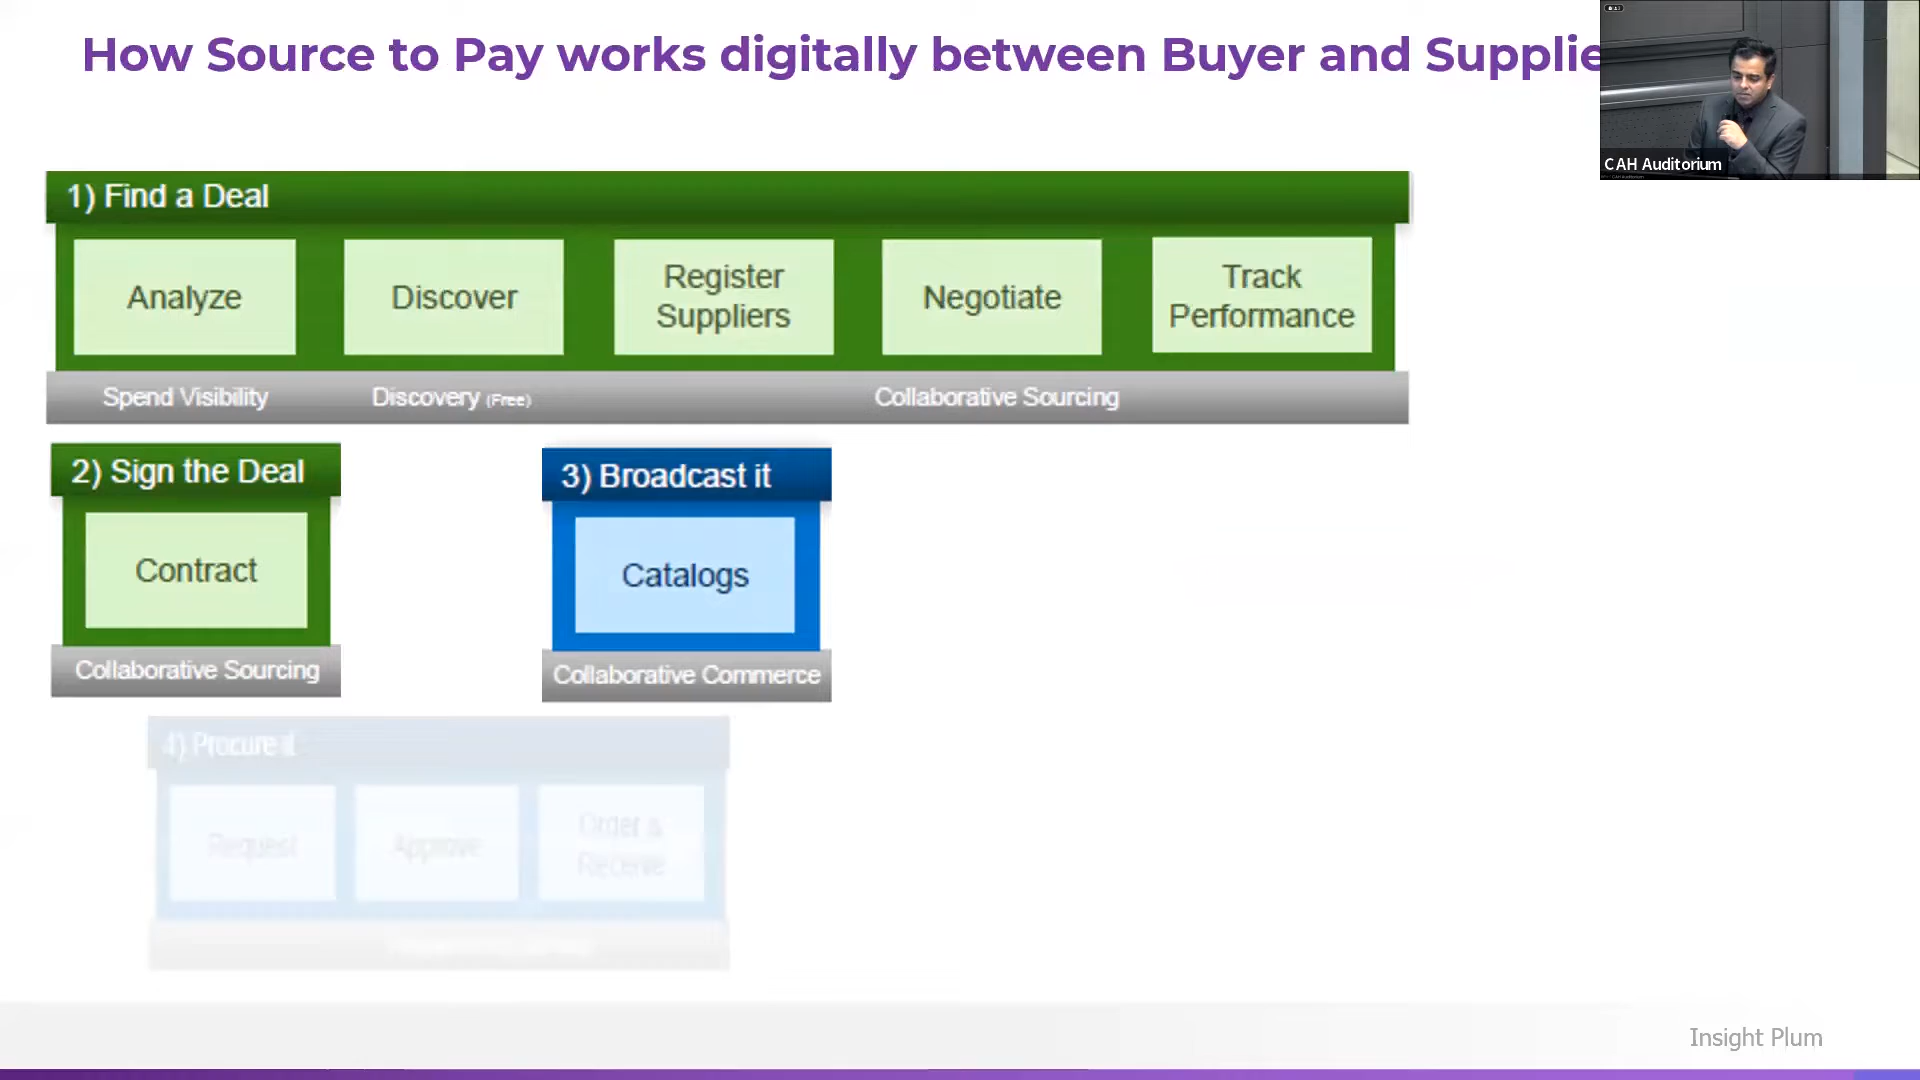 How Source to Pay works digitally between Buyer and Supplie
CAH Auditorium
1) Find a Deal
Analyze
Discover
Register
Suppliers
Negotiate
Track
Performance
Spend Visibility
Discovery (Free)
Collaborative Sourcing
2) Sign the Deal
Contract
Collaborative Sourcing
3) Broadcast it
Catalogs
Collaborative Commerce
4) Procure it
Request
Approve
Order &
Receive
Insight Plum